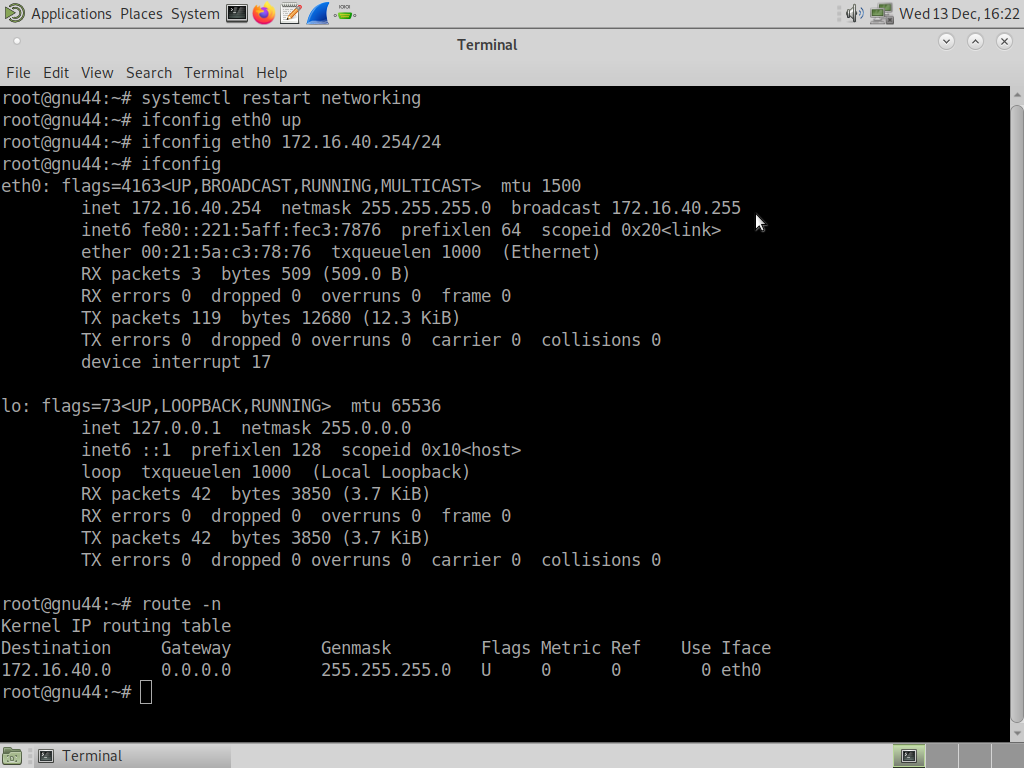 Applications Places System Wed 13 Dec, 16:22
Terminal
File Edit View Search Terminal Help
root@gnu44:~# systemctl restart networking
root@gnu44:~# ifconfig eth0 up
root@gnu44:~# ifconfig eth0 172.16.40.254/24
root@gnu44:~# ifconfig
eth0: flags=4163<UP,BROADCAST,RUNNING,MULTICAST>  mtu 1500
        inet 172.16.40.254  netmask 255.255.255.0  broadcast 172.16.40.255
        inet6 fe80::221:5aff:fec3:7876  prefixlen 64  scopeid 0x20<link>
        ether 00:21:5a:c3:78:76  txqueuelen 1000  (Ethernet)
        RX packets 3  bytes 509 (509.0 B)
        RX errors 0  dropped 0  overruns 0  frame 0
        TX packets 119  bytes 12680 (12.3 KiB)
        TX errors 0  dropped 0 overruns 0  carrier 0  collisions 0
        device interrupt 17
lo: flags=73<UP,LOOPBACK,RUNNING>  mtu 65536
        inet 127.0.0.1  netmask 255.0.0.0
        inet6 ::1  prefixlen 128  scopeid 0x10<host>
        loop  txqueuelen 1000  (Local Loopback)
        RX packets 42  bytes 3850 (3.7 KiB)
        RX errors 0  dropped 0  overruns 0  frame 0
        TX packets 42  bytes 3850 (3.7 KiB)
        TX errors 0  dropped 0 overruns 0  carrier 0  collisions 0
root@gnu44:~# route -n
Kernel IP routing table
Destination     Gateway         Genmask         Flags Metric Ref    Use Iface
172.16.40.0     0.0.0.0         255.255.255.0   U     0      0        0 eth0
root@gnu44:~#
Terminal